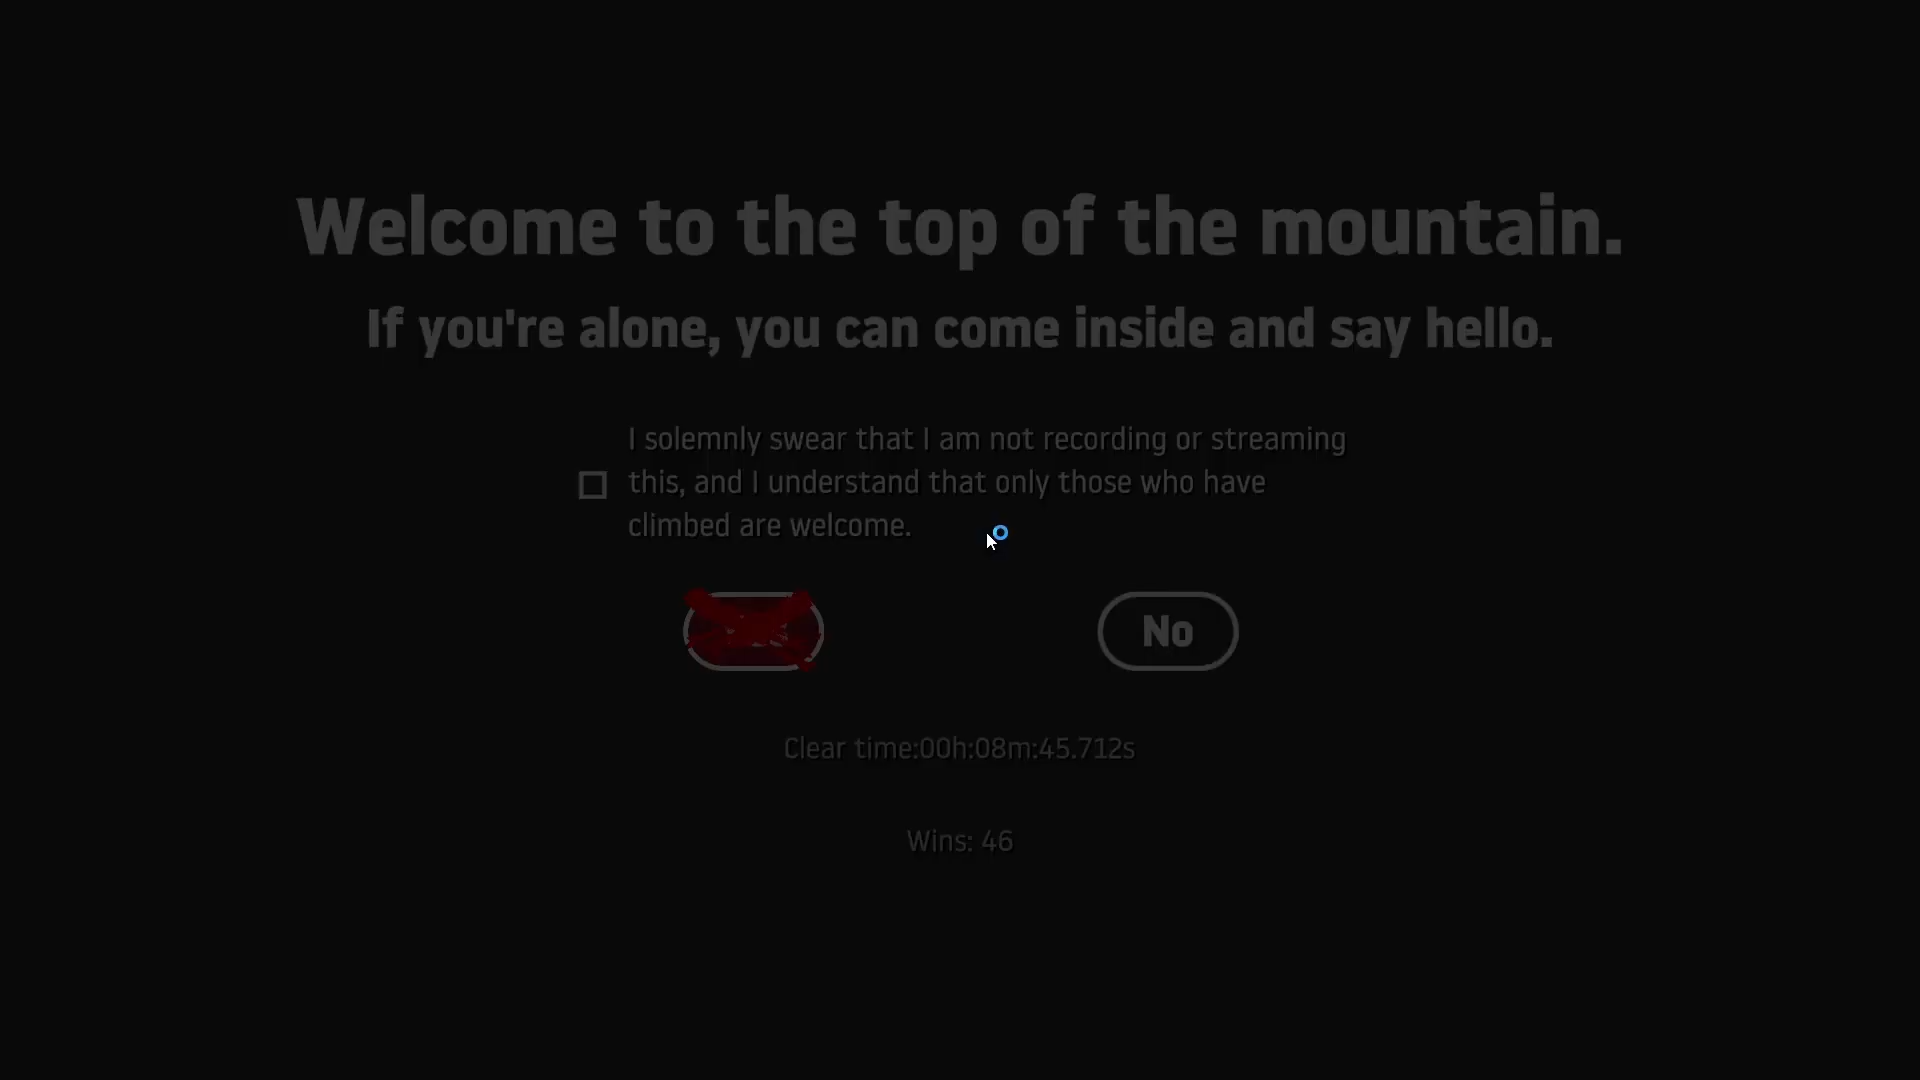 Welcome to the top of the mountain.
If you're alone, you can come inside and say hello.
I solemnly swear that I am not recording or streaming
this, and I understand that only those who have
climbed are welcome.
No
Clear time:00h:08m:45.712s
Wins: 46